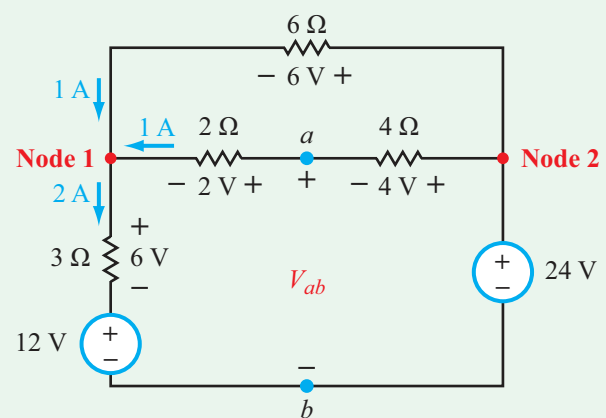 6 Ω
− 6 V +
1 A
1 A
2 Ω
a
4 Ω
Node 1
Node 2
− 2 V +
+
− 4 V +
2 A
+
3 Ω
6 V
−
V_ab
+
−
24 V
12 V
+
−
−
b